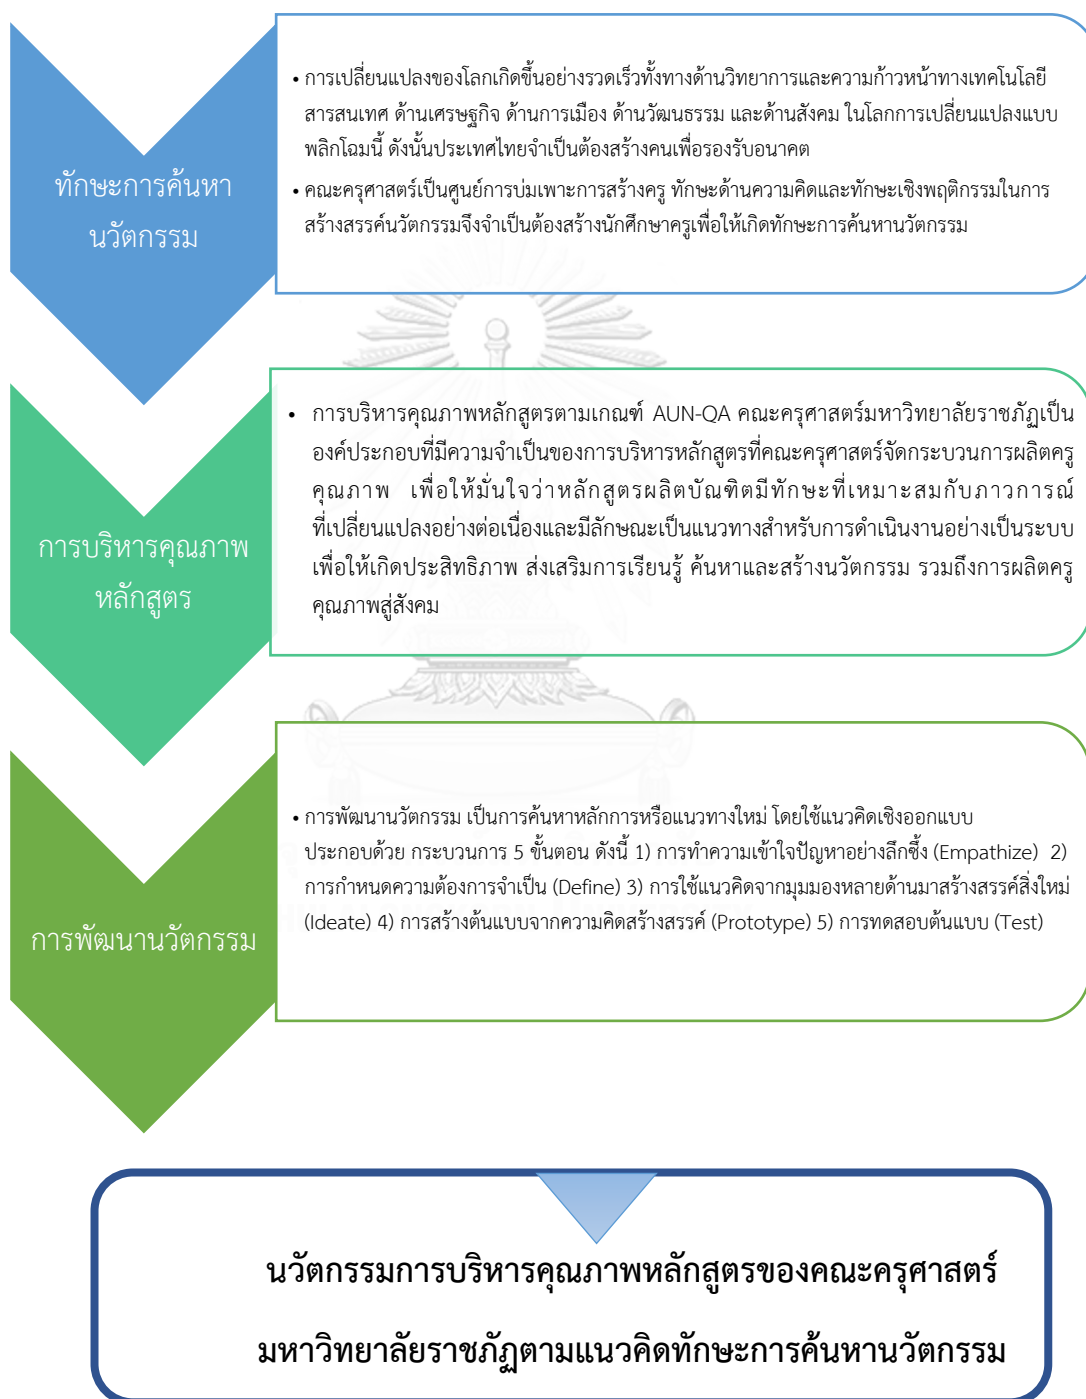 ทักษะการค้นหา
นวัตกรรม
• การเปลี่ยนแปลงของโลกเกิดขึ้นอย่างรวดเร็วทั้งทางด้านวิทยาการและความก้าวหน้าทางเทคโนโลยี
สารสนเทศ ด้านเศรษฐกิจ ด้านการเมือง ด้านวัฒนธรรม และด้านสังคม ในโลกการเปลี่ยนแปลงแบบ
พลิกโฉมนี้ ดังนั้นประเทศไทยจำเป็นต้องสร้างคนเพื่อรองรับอนาคต
• คณะครุศาสตร์เป็นศูนย์การบ่มเพาะการสร้างครู ทักษะด้านความคิดและทักษะเชิงพฤติกรรมในการ
สร้างสรรค์นวัตกรรมจึงจำเป็นต้องสร้างนักศึกษาครูเพื่อให้เกิดทักษะการค้นหานวัตกรรม
การบริหารคุณภาพ
หลักสูตร
• การบริหารคุณภาพหลักสูตรตามเกณฑ์ AUN-QA คณะครุศาสตร์มหาวิทยาลัยราชภัฏเป็น
องค์ประกอบที่มีความจำเป็นของการบริหารหลักสูตรที่คณะครุศาสตร์จัดกระบวนการผลิตครู
คุณภาพ เพื่อให้มั่นใจว่าหลักสูตรผลิตบัณฑิตมีทักษะที่เหมาะสมกับภาวการณ์
ที่เปลี่ยนแปลงอย่างต่อเนื่องและมีลักษณะเป็นแนวทางสำหรับการดำเนินงานอย่างเป็นระบบ
เพื่อให้เกิดประสิทธิภาพ ส่งเสริมการเรียนรู้ ค้นหาและสร้างนวัตกรรม รวมถึงการผลิตครู
คุณภาพสู่สังคม
การพัฒนานวัตกรรม
• การพัฒนานวัตกรรม เป็นการค้นหาหลักการหรือแนวทางใหม่ โดยใช้แนวคิดเชิงออกแบบ
ประกอบด้วย กระบวนการ 5 ขั้นตอน ดังนี้ 1) การทำความเข้าใจปัญหาอย่างลึกซึ้ง (Empathize) 2)
การกำหนดความต้องการจำเป็น (Define) 3) การใช้แนวคิดจากมุมมองหลายด้านมาสร้างสรรค์สิ่งใหม่
(Ideate) 4) การสร้างต้นแบบจากความคิดสร้างสรรค์ (Prototype) 5) การทดสอบต้นแบบ (Test)
นวัตกรรมการบริหารคุณภาพหลักสูตรของคณะครุศาสตร์
มหาวิทยาลัยราชภัฏตามแนวคิดทักษะการค้นหานวัตกรรม